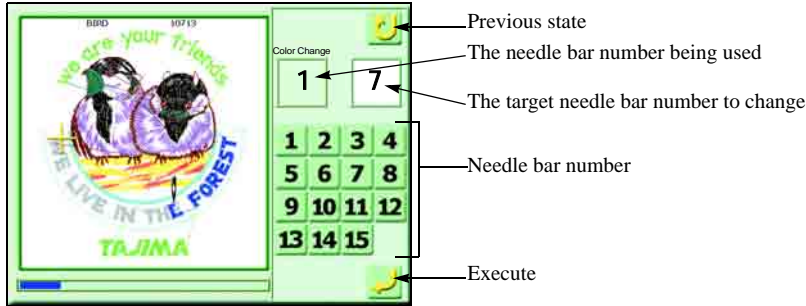 BIRD 10713
we are your friends
WE LIVE IN THE FOREST
TAJIMA
Color Change
1 7
1 2 3 4
5 6 7 8
9 10 11 12
13 14 15
Previous state
The needle bar number being used
The target needle bar number to change
Needle bar number
Execute